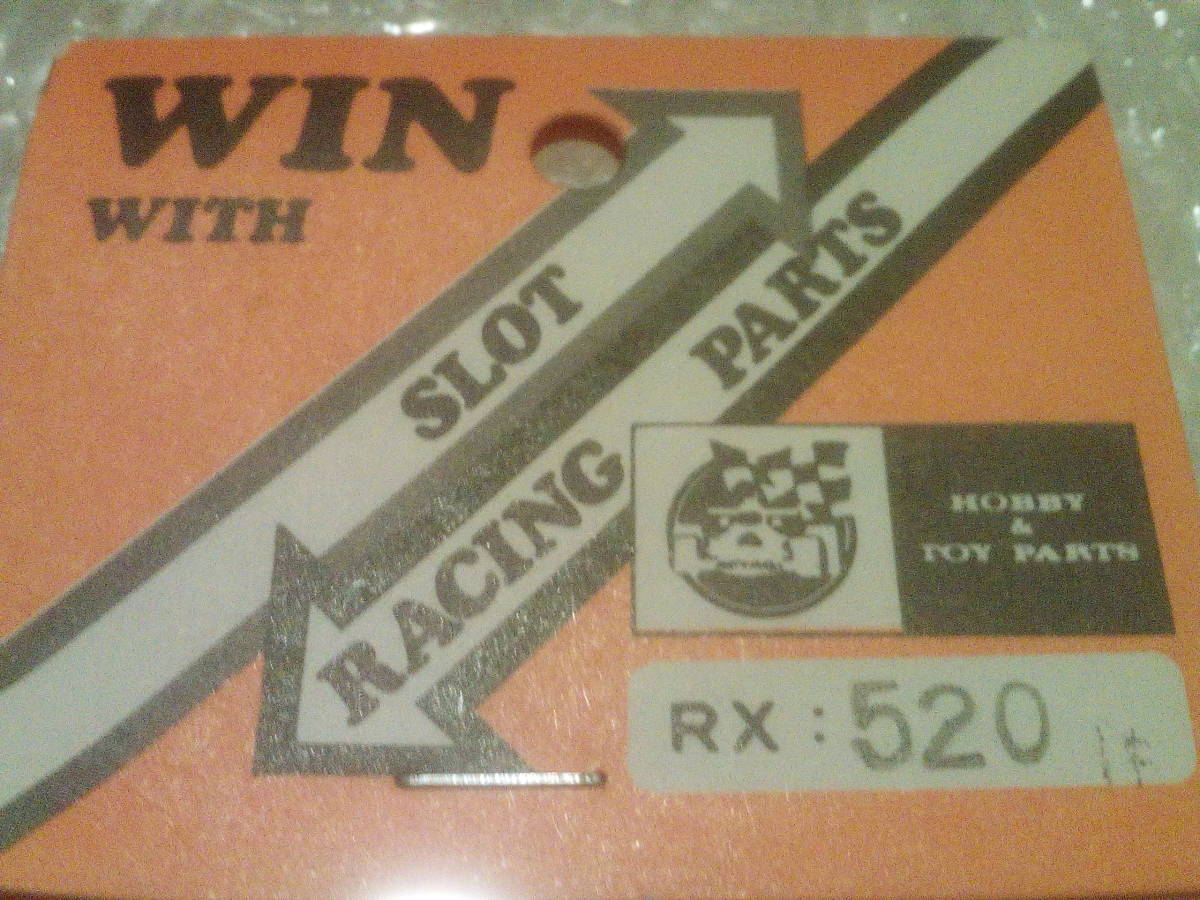 WIN
WITH
SLOT
RACING PARTS
HOBBY
&
TOY PARTS
RX: 520